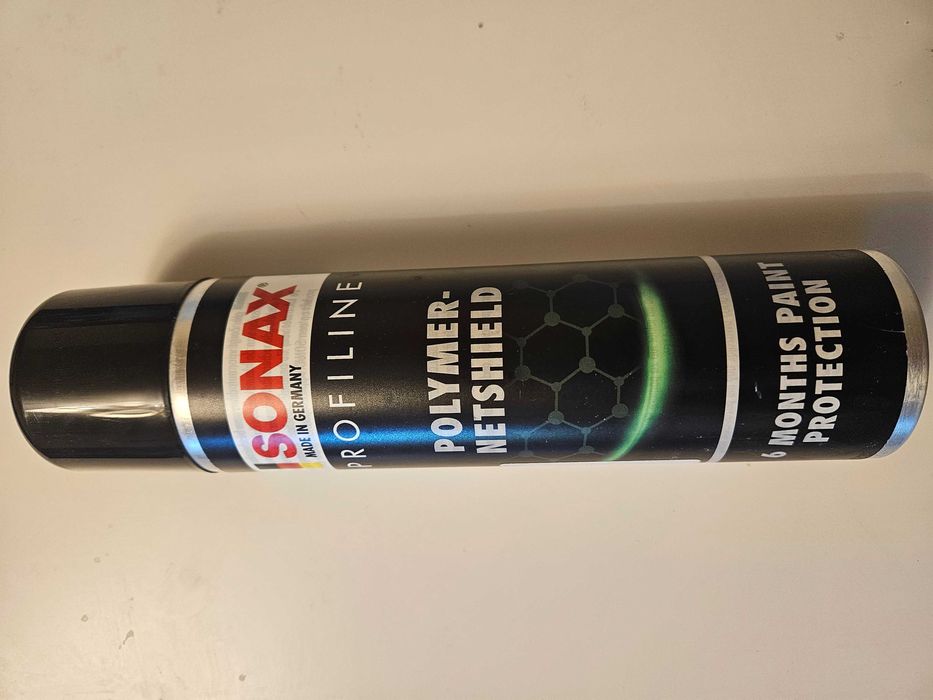 SONAX®
MADE IN GERMANY
PROFILINE
POLYMER-
NETSHIELD
6 MONTHS PAINT
PROTECTION